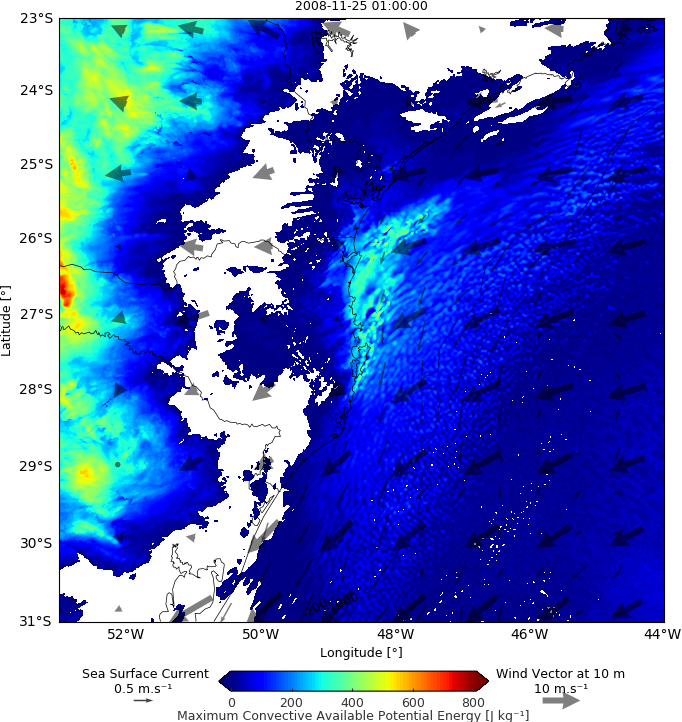 2008-11-25 01:00:00
23°S
24°S
25°S
26°S
27°S
28°S
29°S
30°S
31°S
Latitude [°]
52°W 50°W 48°W 46°W 44°W
Longitude [°]
Sea Surface Current
0.5 m.s⁻¹
Wind Vector at 10 m
10 m.s⁻¹
0 200 400 600 800
Maximum Convective Available Potential Energy [J kg⁻¹]